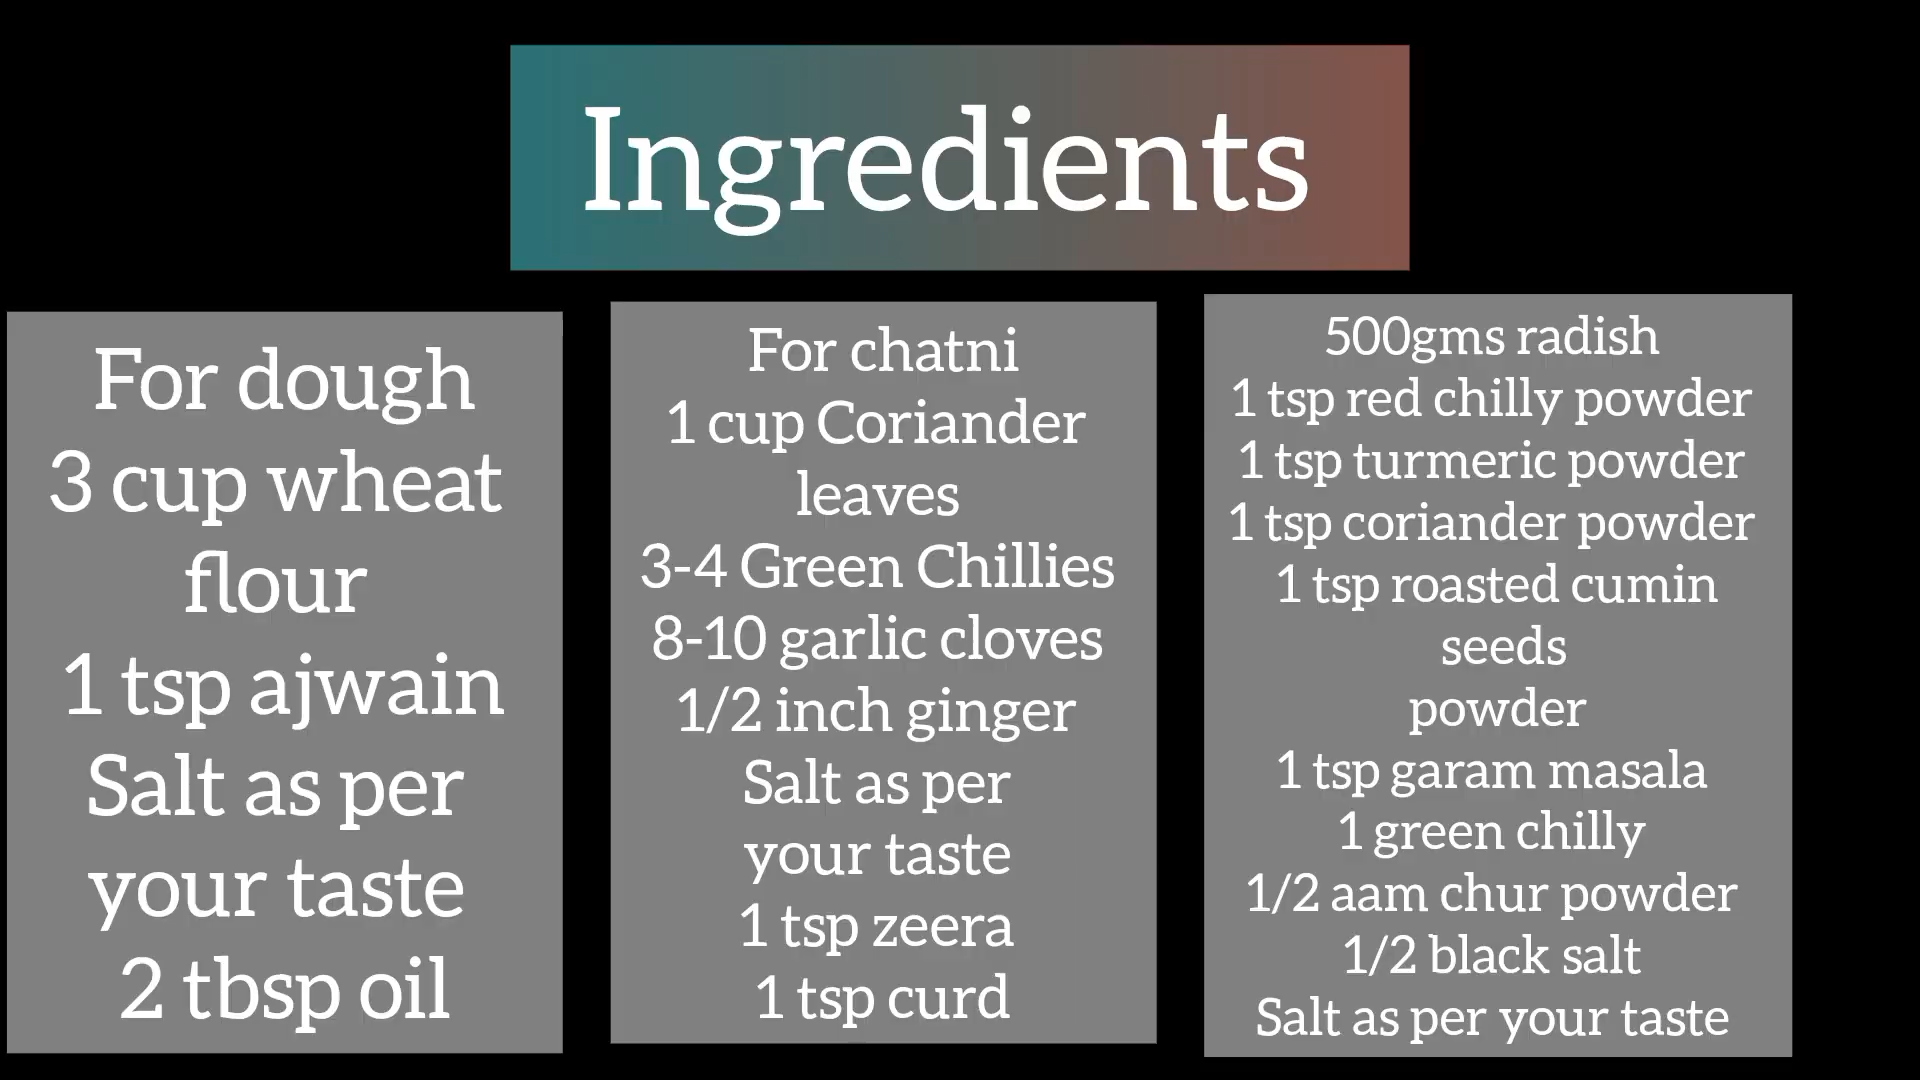 Ingredients
For dough
3 cup wheat
flour
1 tsp ajwain
Salt as per
your taste
2 tbsp oil
For chatni
1 cup Coriander
leaves
3-4 Green Chillies
8-10 garlic cloves
1/2 inch ginger
Salt as per
your taste
1 tsp zeera
1 tsp curd
500gms radish
1 tsp red chilly powder
1 tsp turmeric powder
1 tsp coriander powder
1 tsp roasted cumin
seeds
powder
1 tsp garam masala
1 green chilly
1/2 aam chur powder
1/2 black salt
Salt as per your taste